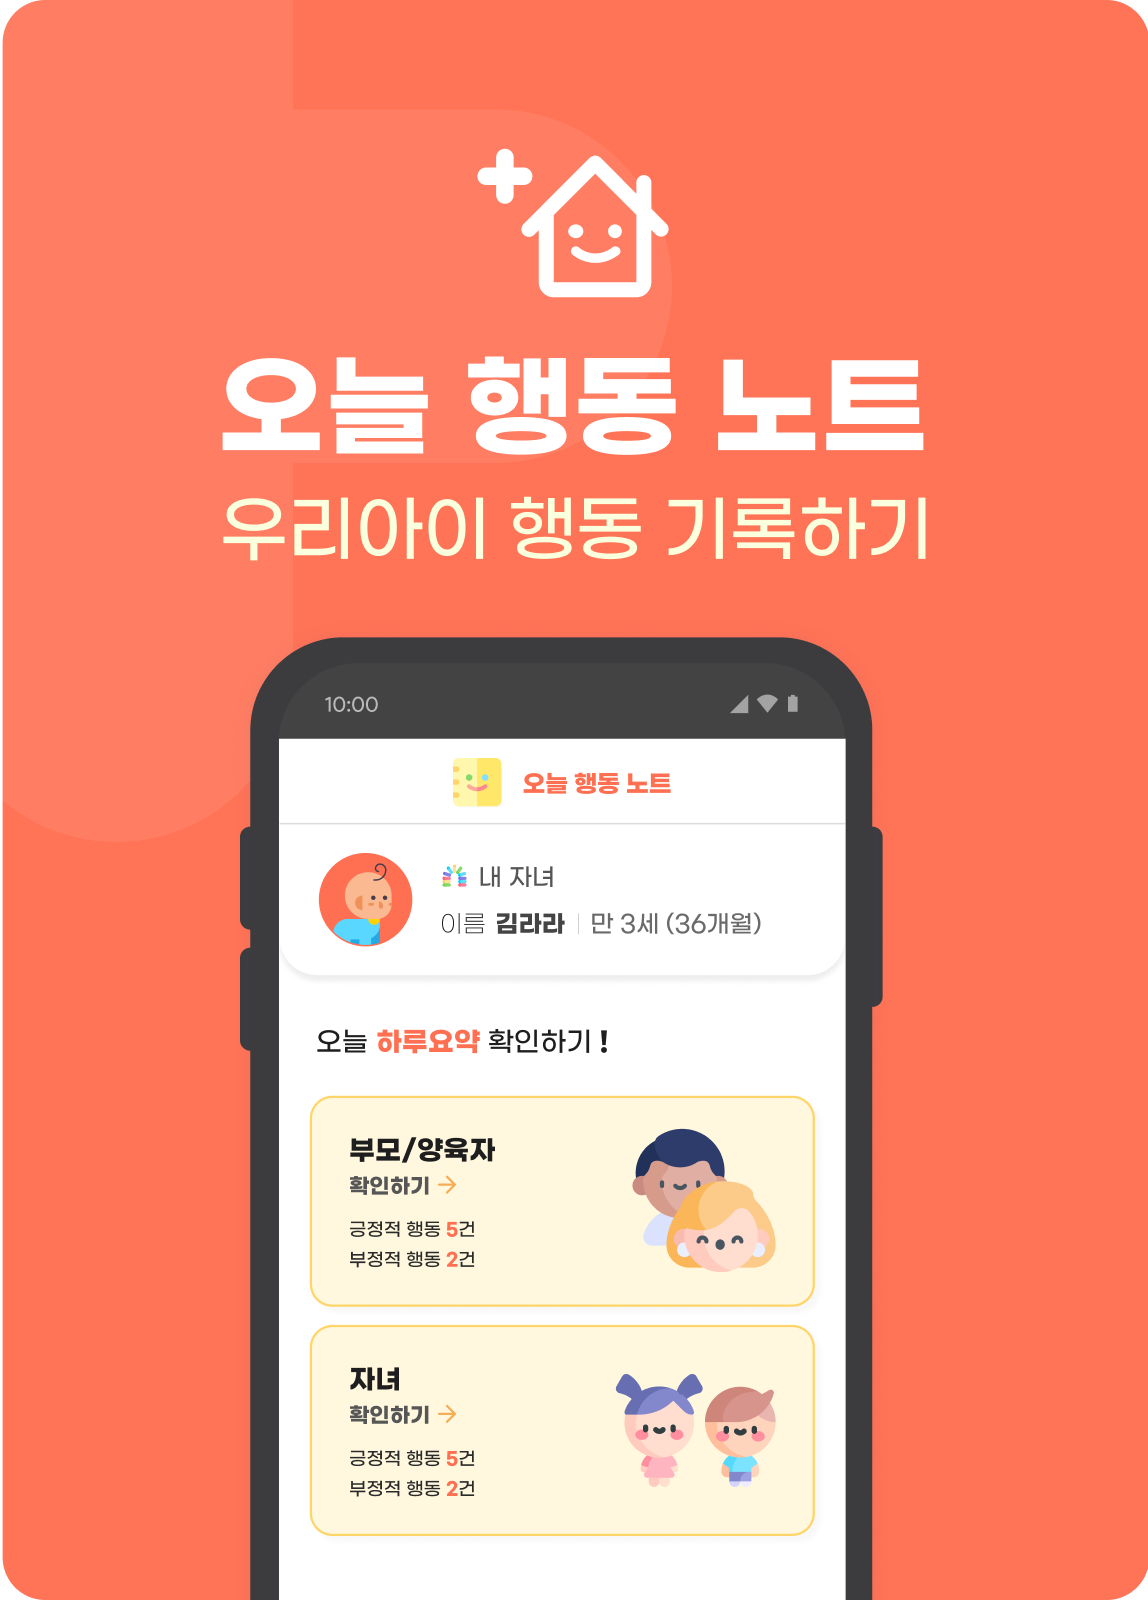 오늘 행동 노트
우리아이 행동 기록하기
10:00
오늘 행동 노트
내 자녀
이름 김라라 | 만 3세 (36개월)
오늘 하루요약 확인하기 !
부모/양육자
확인하기 →
긍정적 행동 5건
부정적 행동 2건
자녀
확인하기 →
긍정적 행동 5건
부정적 행동 2건